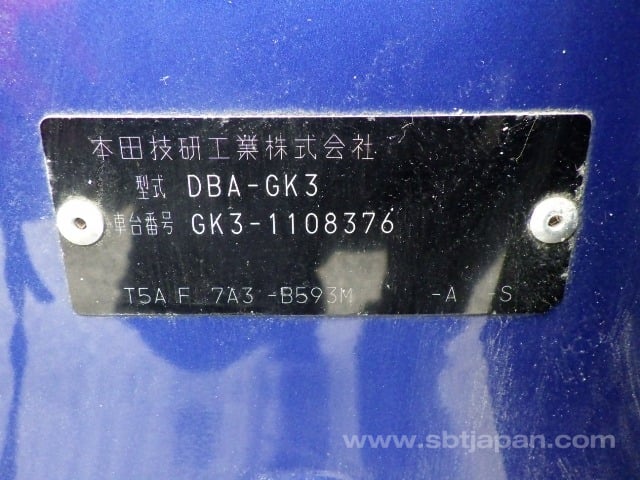 本田技研工業株式会社
型式 DBA-GK3
車台番号 GK3-1108376
T5A F 7A3 -B593M -A -S
www.sbtjapan.com